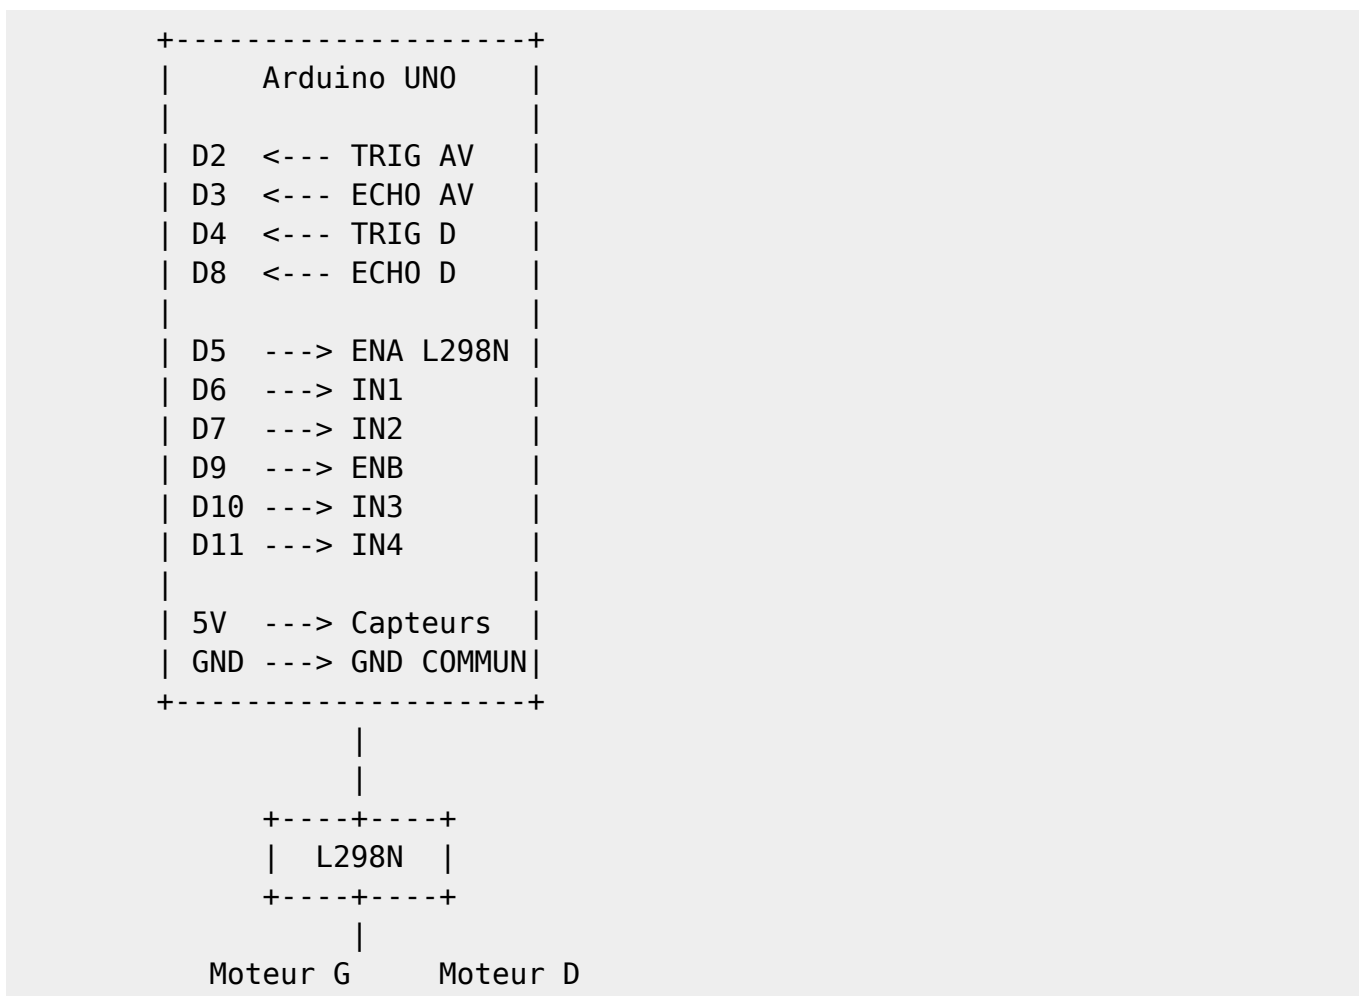 +--------------------+
|     Arduino UNO    |
|                    |
| D2  <--- TRIG AV   |
| D3  <--- ECHO AV   |
| D4  <--- TRIG D    |
| D8  <--- ECHO D    |
|                    |
| D5  ---> ENA L298N |
| D6  ---> IN1       |
| D7  ---> IN2       |
| D9  ---> ENB       |
| D10 ---> IN3       |
| D11 ---> IN4       |
|                    |
| 5V  ---> Capteurs  |
| GND ---> GND COMMUN|
+--------------------+
           |
           |
      +----+----+
      |  L298N  |
      +----+----+
           |
   Moteur G     Moteur D